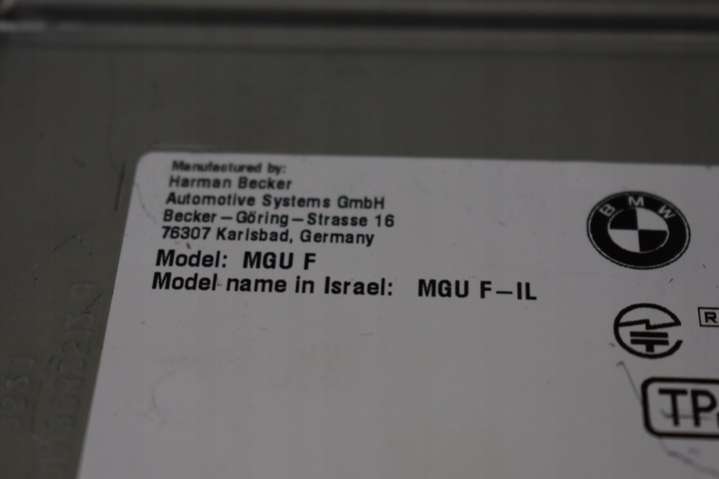 Manufactured by:
Harman Becker
Automotive Systems GmbH
Becker-Göring-Strasse 16
76307 Karlsbad, Germany
Model: MGU F
Model name in Israel: MGU F-IL
BMW
R
TP